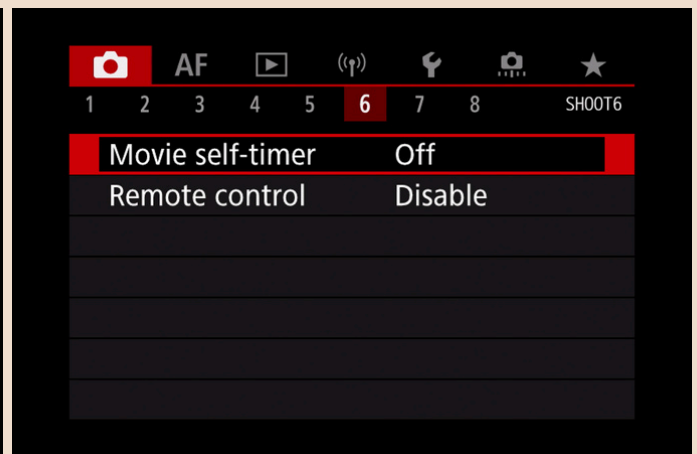 AF
1 2 3 4 5 6 7 8 SHOOT6
Movie self-timer Off
Remote control Disable